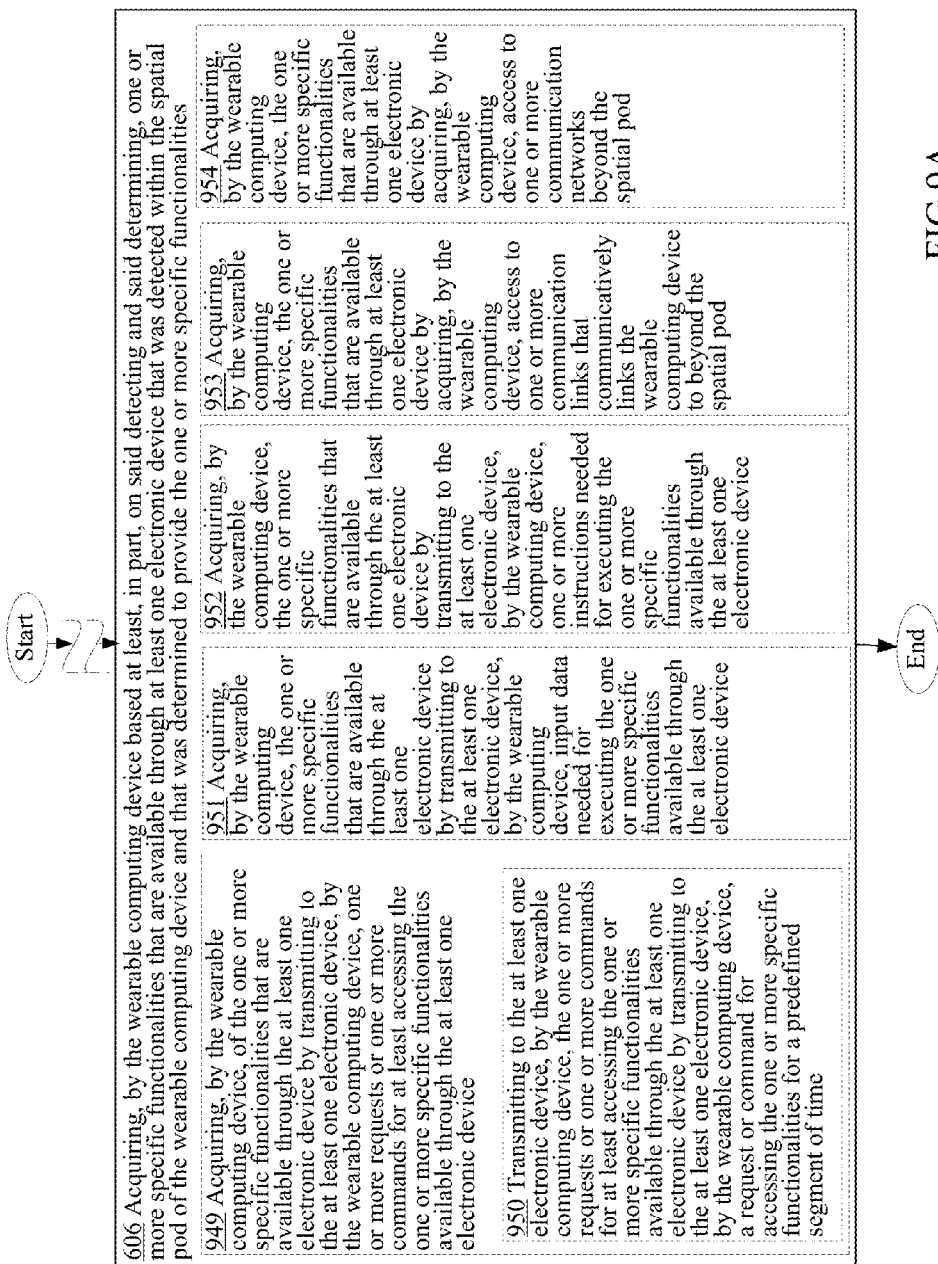 Start
606 Acquiring, by the wearable computing device based at least, in part, on said detecting and said determining, one or
more specific functionalities that are available through at least one electronic device that was detected within the spatial
pod of the wearable computing device and that was determined to provide the one or more specific functionalities
949 Acquiring, by the wearable
computing device, of the one or more
specific functionalities that are
available through the at least one
electronic device by transmitting to
the at least one electronic device, by
the wearable computing device, one
or more requests or one or more
commands for at least accessing the
one or more specific functionalities
available through the at least one
electronic device
950 Transmitting to the at least one
electronic device, by the wearable
computing device, the one or more
requests or one or more commands
for at least accessing the one or
more specific functionalities
available through the at least one
electronic device by transmitting to
the at least one electronic device,
by the wearable computing device,
a request or command for
accessing the one or more specific
functionalities for a predefined
segment of time
951 Acquiring,
by the wearable
computing
device, the one or
more specific
functionalities
that are available
through the at
least one
electronic device
by transmitting to
the at least one
electronic device,
by the wearable
computing
device, input data
needed for
executing the one
or more specific
functionalities
available through
the at least one
electronic device
952 Acquiring, by
the wearable
computing device,
the one or more
specific
functionalities that
are available
through the at least
one electronic
device by
transmitting to the
at least one
electronic device,
by the wearable
computing device,
one or more
instructions needed
for executing the
one or more
specific
functionalities
available through
the at least one
electronic device
953 Acquiring,
by the wearable
computing
device, the one or
more specific
functionalities
that are available
through at least
one electronic
device by
acquiring, by the
wearable
computing
device, access to
one or more
communication
links that
communicatively
links the
wearable
computing device
to beyond the
spatial pod
954 Acquiring,
by the wearable
computing
device, the one
or more specific
functionalities
that are available
through at least
one electronic
device by
acquiring, by the
wearable
computing
device, access to
one or more
communication
networks
beyond the
spatial pod
End
FIG 9A